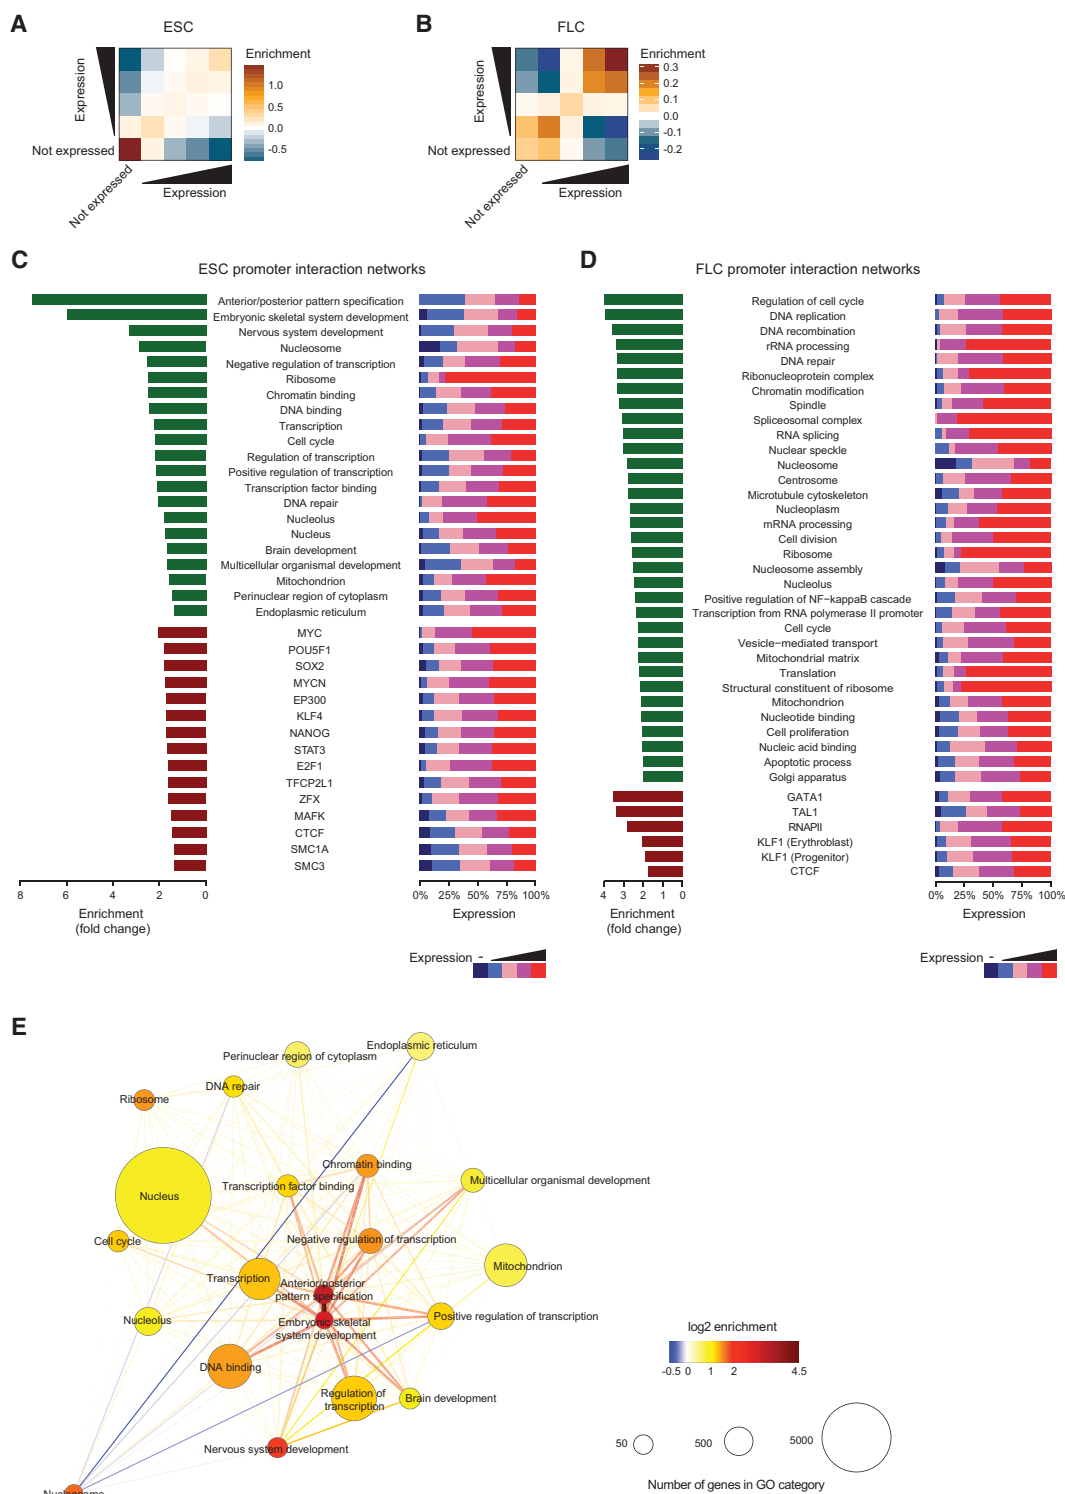 A
ESC
Enrichment
1.0
0.5
0.0
-0.5
Expression
Not expressed
Not expressed
Expression
B
FLC
Enrichment
0.3
0.2
0.1
0.0
-0.1
-0.2
Expression
Not expressed
Not expressed
Expression
C
ESC promoter interaction networks
Anterior/posterior pattern specification
Embryonic skeletal system development
Nervous system development
Nucleosome
Negative regulation of transcription
Ribosome
Chromatin binding
DNA binding
Transcription
Cell cycle
Regulation of transcription
Positive regulation of transcription
Transcription factor binding
DNA repair
Nucleolus
Nucleus
Brain development
Multicellular organismal development
Mitochondrion
Perinuclear region of cytoplasm
Endoplasmic reticulum
MYC
POU5F1
SOX2
MYCN
EP300
KLF4
NANOG
STAT3
E2F1
TFCP2L1
ZFX
MAFK
CTCF
SMC1A
SMC3
8 6 4 2 0
Enrichment
(fold change)
0% 25% 50% 75% 100%
Expression
Expression -
D
FLC promoter interaction networks
Regulation of cell cycle
DNA replication
DNA recombination
rRNA processing
DNA repair
Ribonucleoprotein complex
Chromatin modification
Spindle
Spliceosomal complex
RNA splicing
Nuclear speckle
Nucleosome
Centrosome
Microtubule cytoskeleton
Nucleoplasm
mRNA processing
Cell division
Ribosome
Nucleosome assembly
Nucleolus
Positive regulation of NF−kappaB cascade
Transcription from RNA polymerase II promoter
Cell cycle
Vesicle−mediated transport
Mitochondrial matrix
Translation
Structural constituent of ribosome
Mitochondrion
Nucleotide binding
Cell proliferation
Nucleic acid binding
Apoptotic process
Golgi apparatus
GATA1
TAL1
RNAPII
KLF1 (Erythroblast)
KLF1 (Progenitor)
CTCF
4 3 2 1 0
Enrichment
(fold change)
0% 25% 50% 75% 100%
Expression
Expression -
E
Endoplasmic reticulum
Perinuclear region of cytoplasm
DNA repair
Ribosome
Chromatin binding
Multicellular organismal development
Transcription factor binding
Nucleus
Cell cycle
Negative regulation of transcription
Mitochondrion
Transcription
Anterior/posterior
pattern specification
Nucleolus
Embryonic skeletal
system development
Positive regulation of transcription
DNA binding
Regulation of
transcription
Brain development
Nervous system development
Nucleosome
log2 enrichment
-0.5 0 1 2 4.5
50
500
5000
Number of genes in GO category